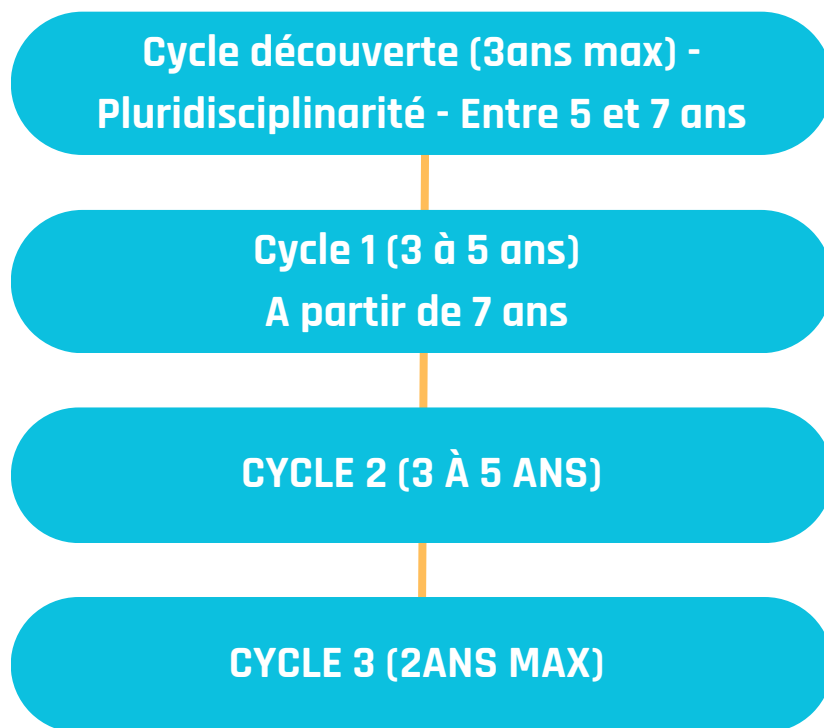 Cycle découverte (3ans max) -
Pluridisciplinarité - Entre 5 et 7 ans
Cycle 1 (3 à 5 ans)
A partir de 7 ans
CYCLE 2 (3 À 5 ANS)
CYCLE 3 (2ANS MAX)